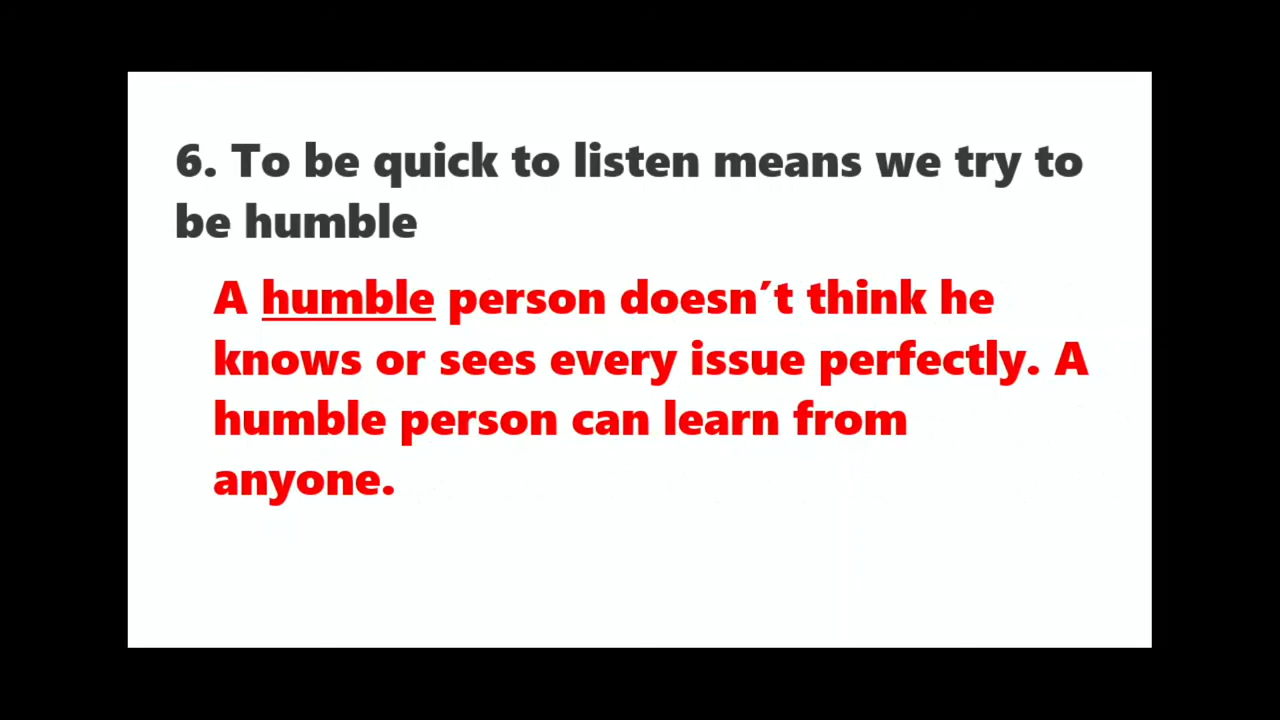 6. To be quick to listen means we try to
be humble
A humble person doesn´t think he
knows or sees every issue perfectly. A
humble person can learn from
anyone.